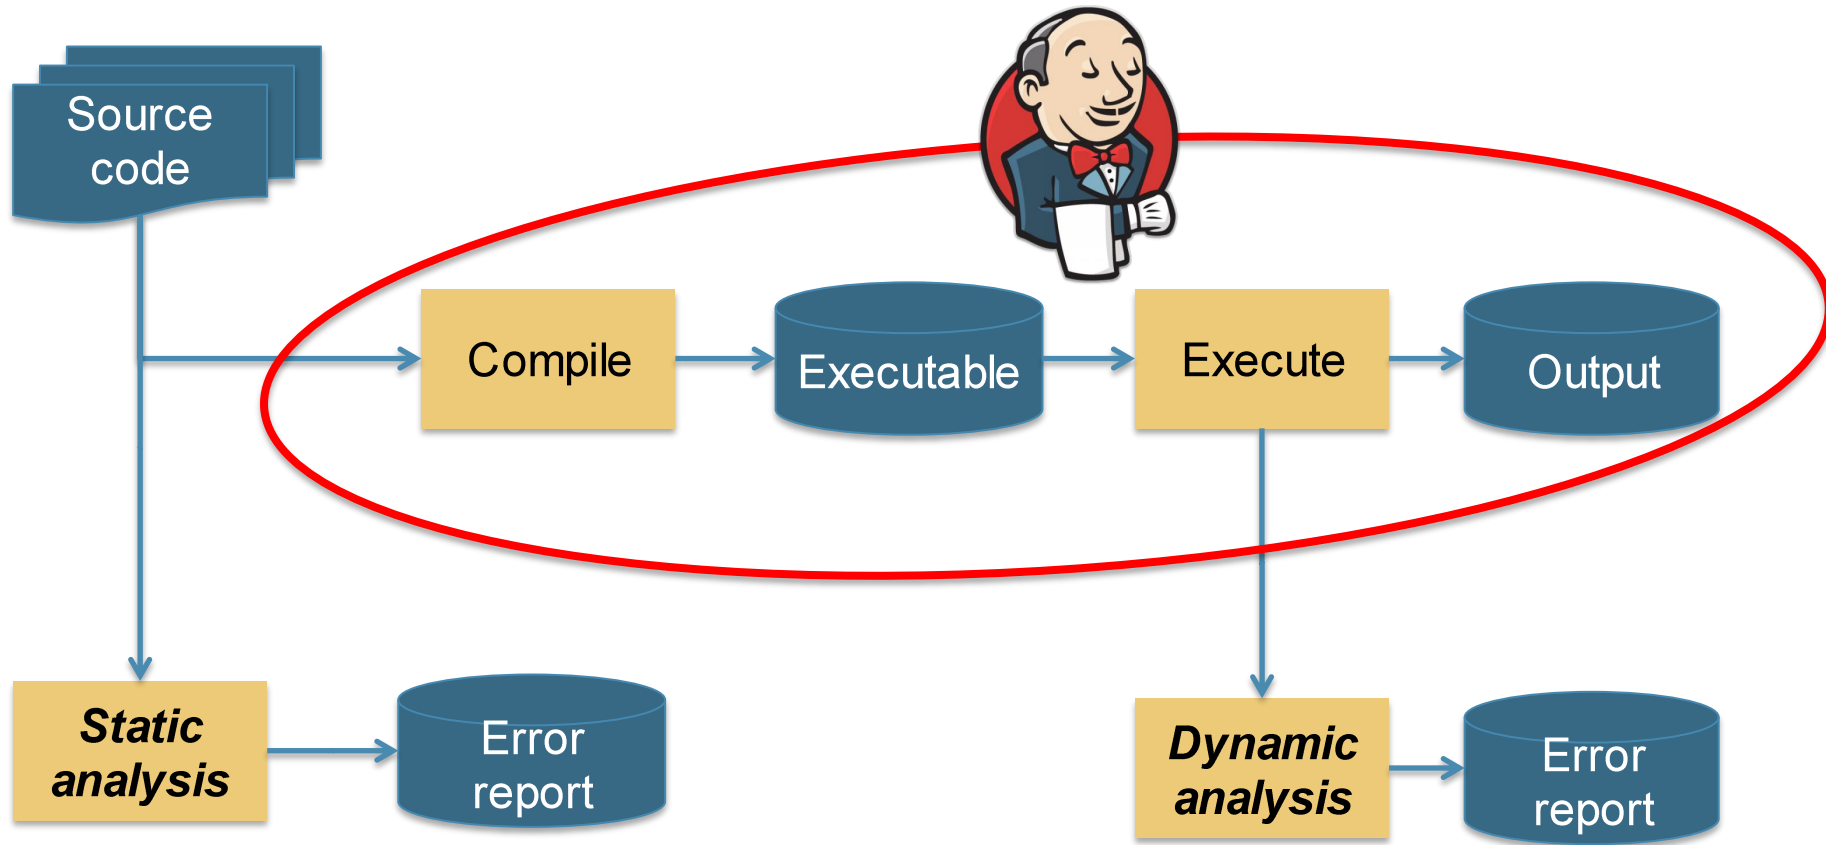 Source
code
Compile
Executable
Execute
Output
Static
analysis
Error
report
Dynamic
analysis
Error
report